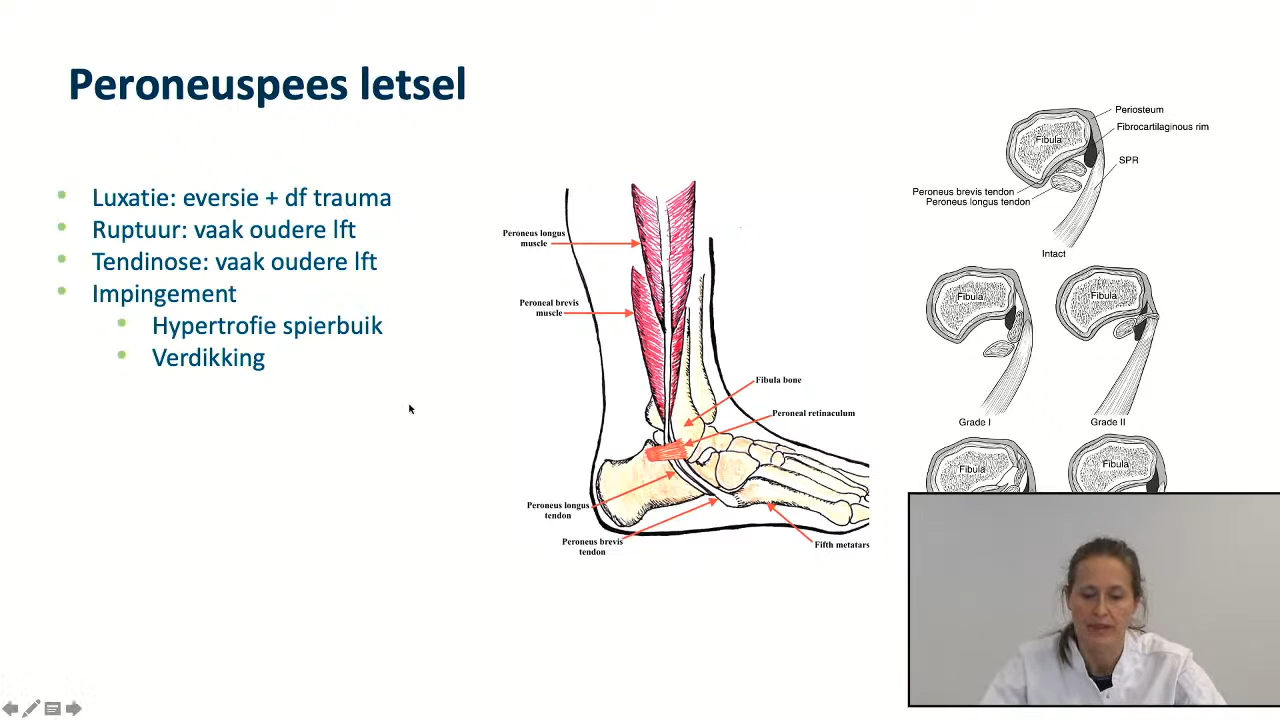 Peroneuspees letsel
Luxatie: eversie + df trauma
Ruptuur: vaak oudere lft
Tendinose: vaak oudere lft
Impingement
Hypertrofie spierbuik
Verdikking
Peroneus longus
muscle
Peroneal brevis
muscle
Fibula bone
Peroneal retinaculum
Peroneus longus
tendon
Peroneus brevis
tendon
Fifth metatars
Periosteum
Fibrocartilaginous rim
Fibula
SPR
Peroneus brevis tendon
Peroneus longus tendon
Intact
Fibula
Fibula
Grade I
Grade II
Fibula
Fibula